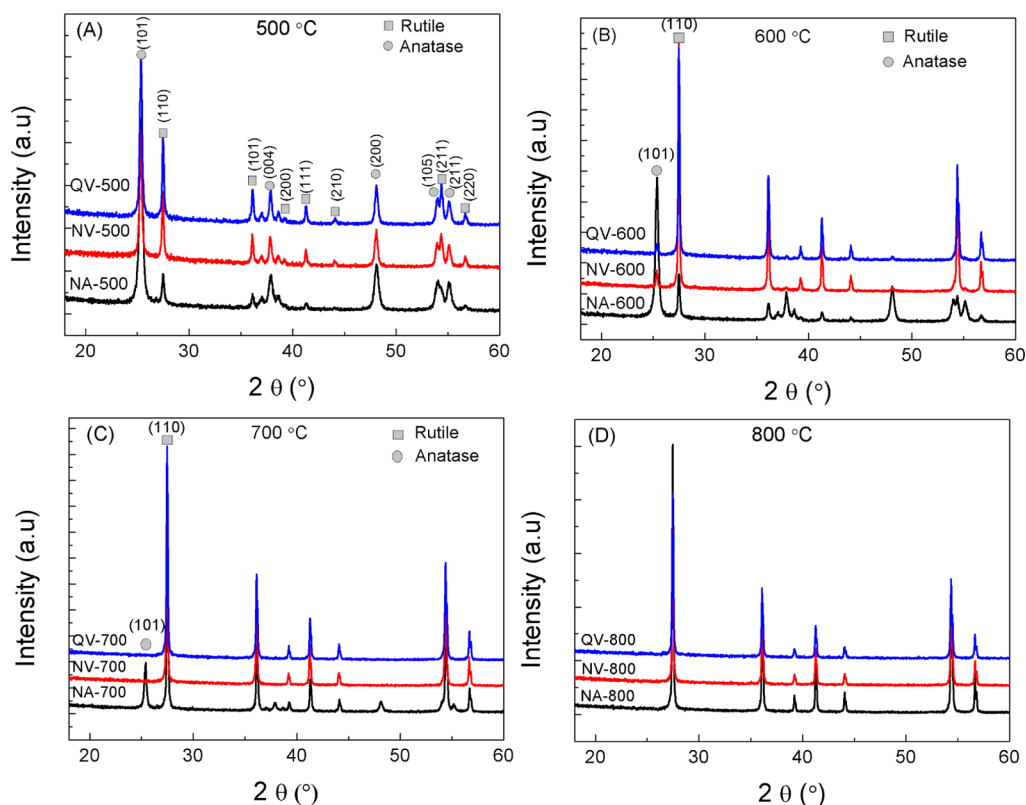 (A)
500 °C
Rutile
Anatase
(101)
(110)
(101)
(004)
(200)
(111)
(210)
(200)
(105)
(211)
(211)
(220)
QV-500
NV-500
NA-500
Intensity (a.u)
20 30 40 50 60
2 θ (°)
(B)
600 °C
(110)
Rutile
Anatase
(101)
QV-600
NV-600
NA-600
Intensity (a.u)
20 30 40 50 60
2 θ (°)
(C)
(110)
700 °C
Rutile
Anatase
(101)
QV-700
NV-700
NA-700
Intensity (a.u)
20 30 40 50 60
2 θ (°)
(D)
800 °C
QV-800
NV-800
NA-800
Intensity (a.u)
20 30 40 50 60
2 θ (°)